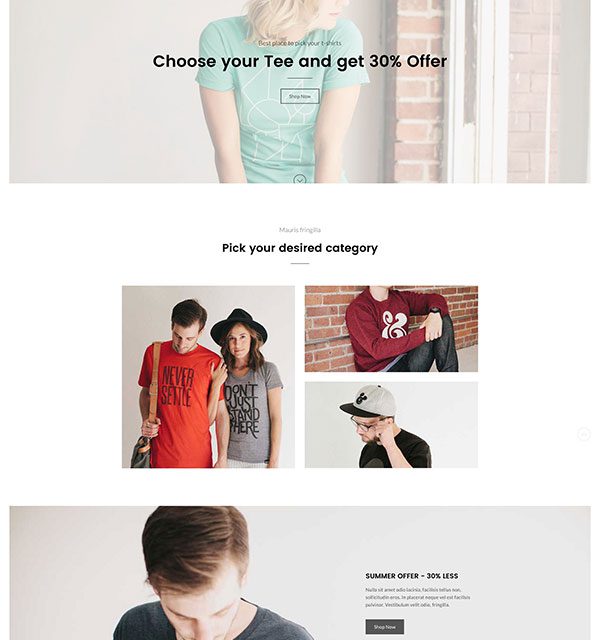 Best place to pick your t-shirts
Choose your Tee and get 30% Offer
Shop Now
Mauris fringilla
Pick your desired category
NEVER
SETTLE
DON'T
JUST
STAND
HERE
&
SUMMER OFFER - 30% LESS
Nulla sit amet odio lacinia, facilisis tellus non,
sollicitudin eros. In placerat neque vel est facilisis
pulvinar. Vestibulum velit odio, fringilla.
Shop Now